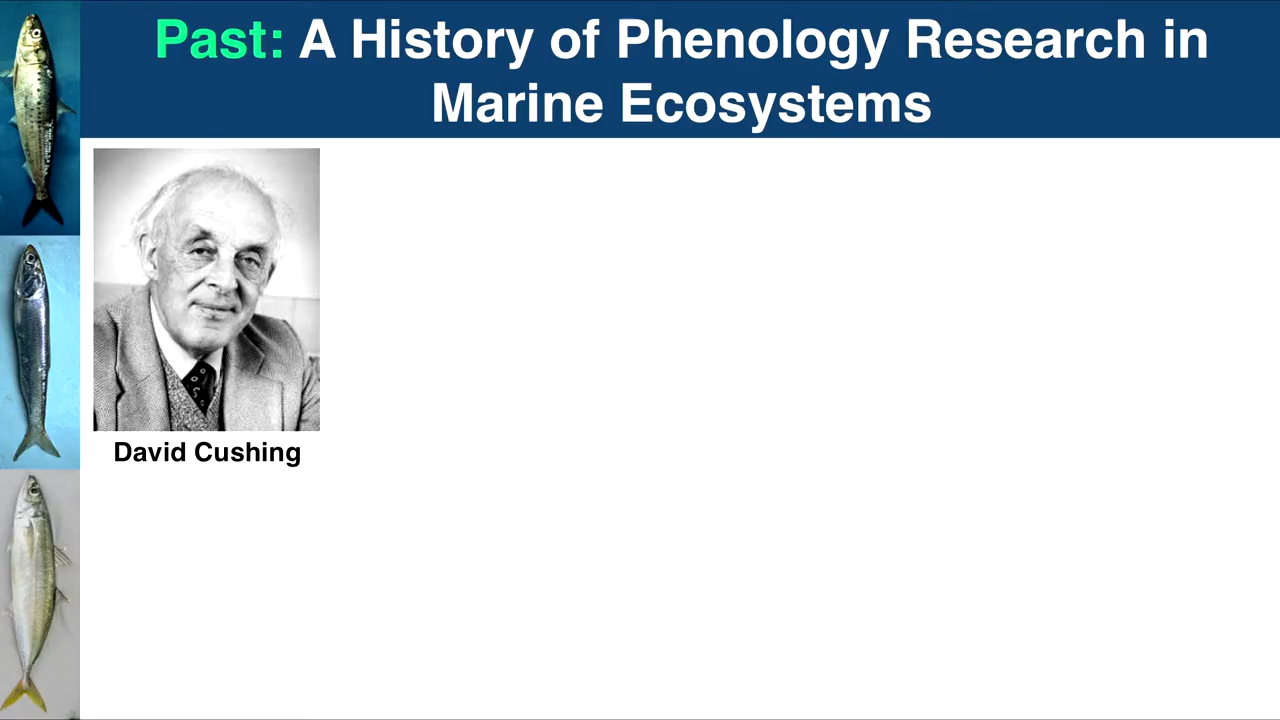 Past: A History of Phenology Research in
Marine Ecosystems
David Cushing